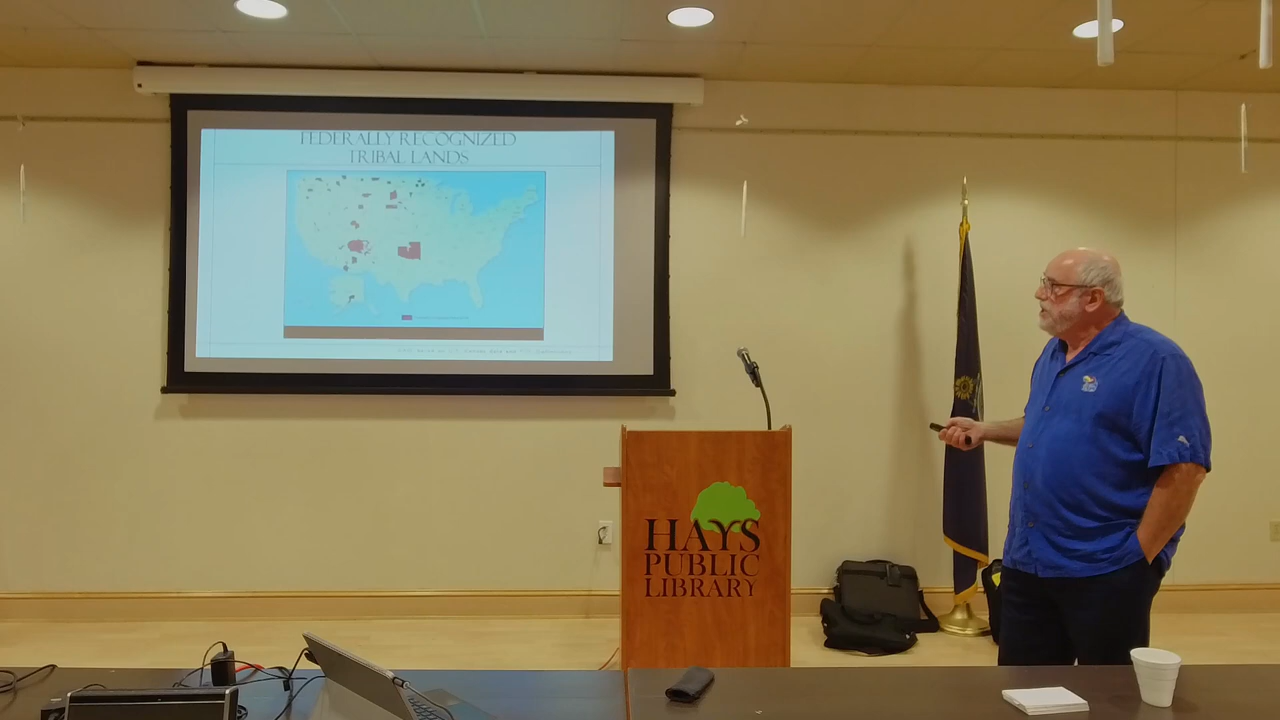 FEDERALLY RECOGNIZED
TRIBAL LANDS
HAYS
PUBLIC
LIBRARY